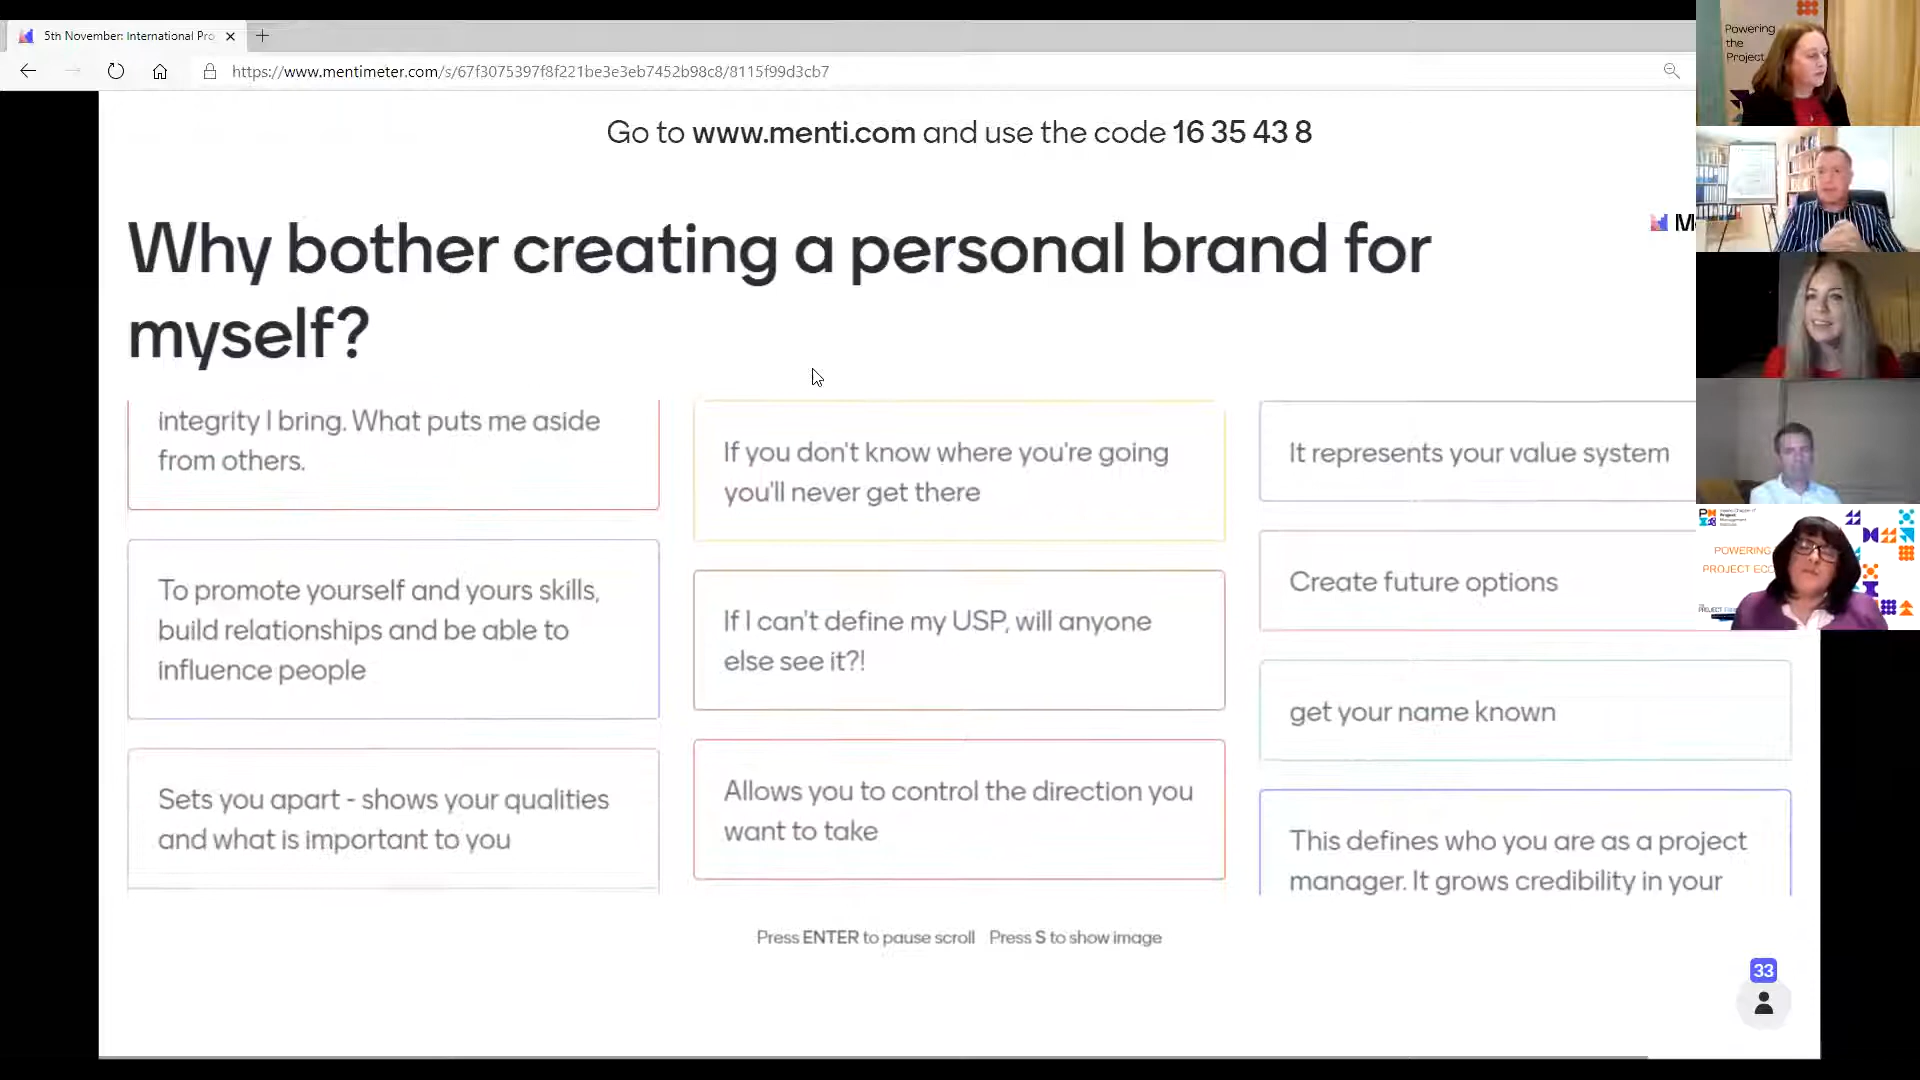 5th November: International Pro
https://www.mentimeter.com/s/67f3075397f8f221be3e3eb7452b98c8/8115f99d3cb7
Go to www.menti.com and use the code 16 35 43 8
Why bother creating a personal brand for
myself?
integrity I bring. What puts me aside
from others.
To promote yourself and yours skills,
build relationships and be able to
influence people
Sets you apart - shows your qualities
and what is important to you
If you don't know where you're going
you'll never get there
If I can't define my USP, will anyone
else see it?!
Allows you to control the direction you
want to take
It represents your value system
Create future options
get your name known
This defines who you are as a project
manager. It grows credibility in your
Press ENTER to pause scroll Press S to show image
33
Powering
the
Project
POWERING
PROJECT ECO